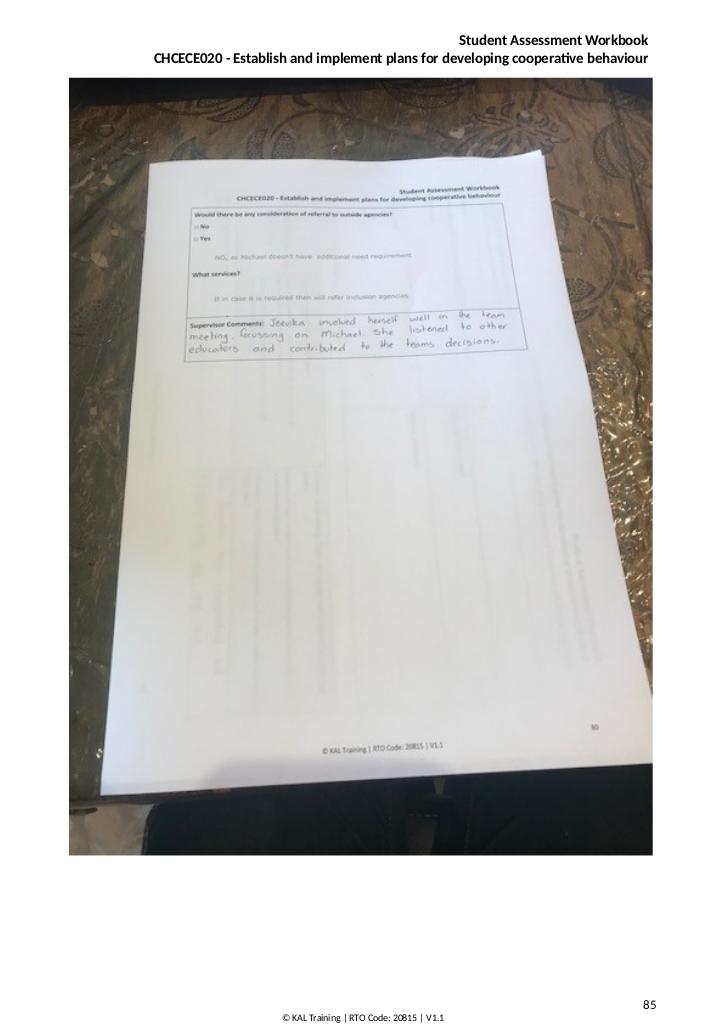 Student Assessment Workbook
CHCECE020 - Establish and implement plans for developing cooperative behaviour
Student Assessment Workbook
CHCECE020 - Establish and implement plans for developing cooperative behaviour
Would there be any consideration of referral to outside agencies?
No
Yes
NO, as Michael doesn't have additional need requirement
What services?
If in case it is required then will refer inclusion agencies
Supervisor Comments: Jeevika involved herself well in the team
meeting, focussing on Michael. She listened to other
educators and contributed to the teams decisions.
80
© KAL Training | RTO Code: 20815 | V1.1
85
© KAL Training | RTO Code: 20815 | V1.1